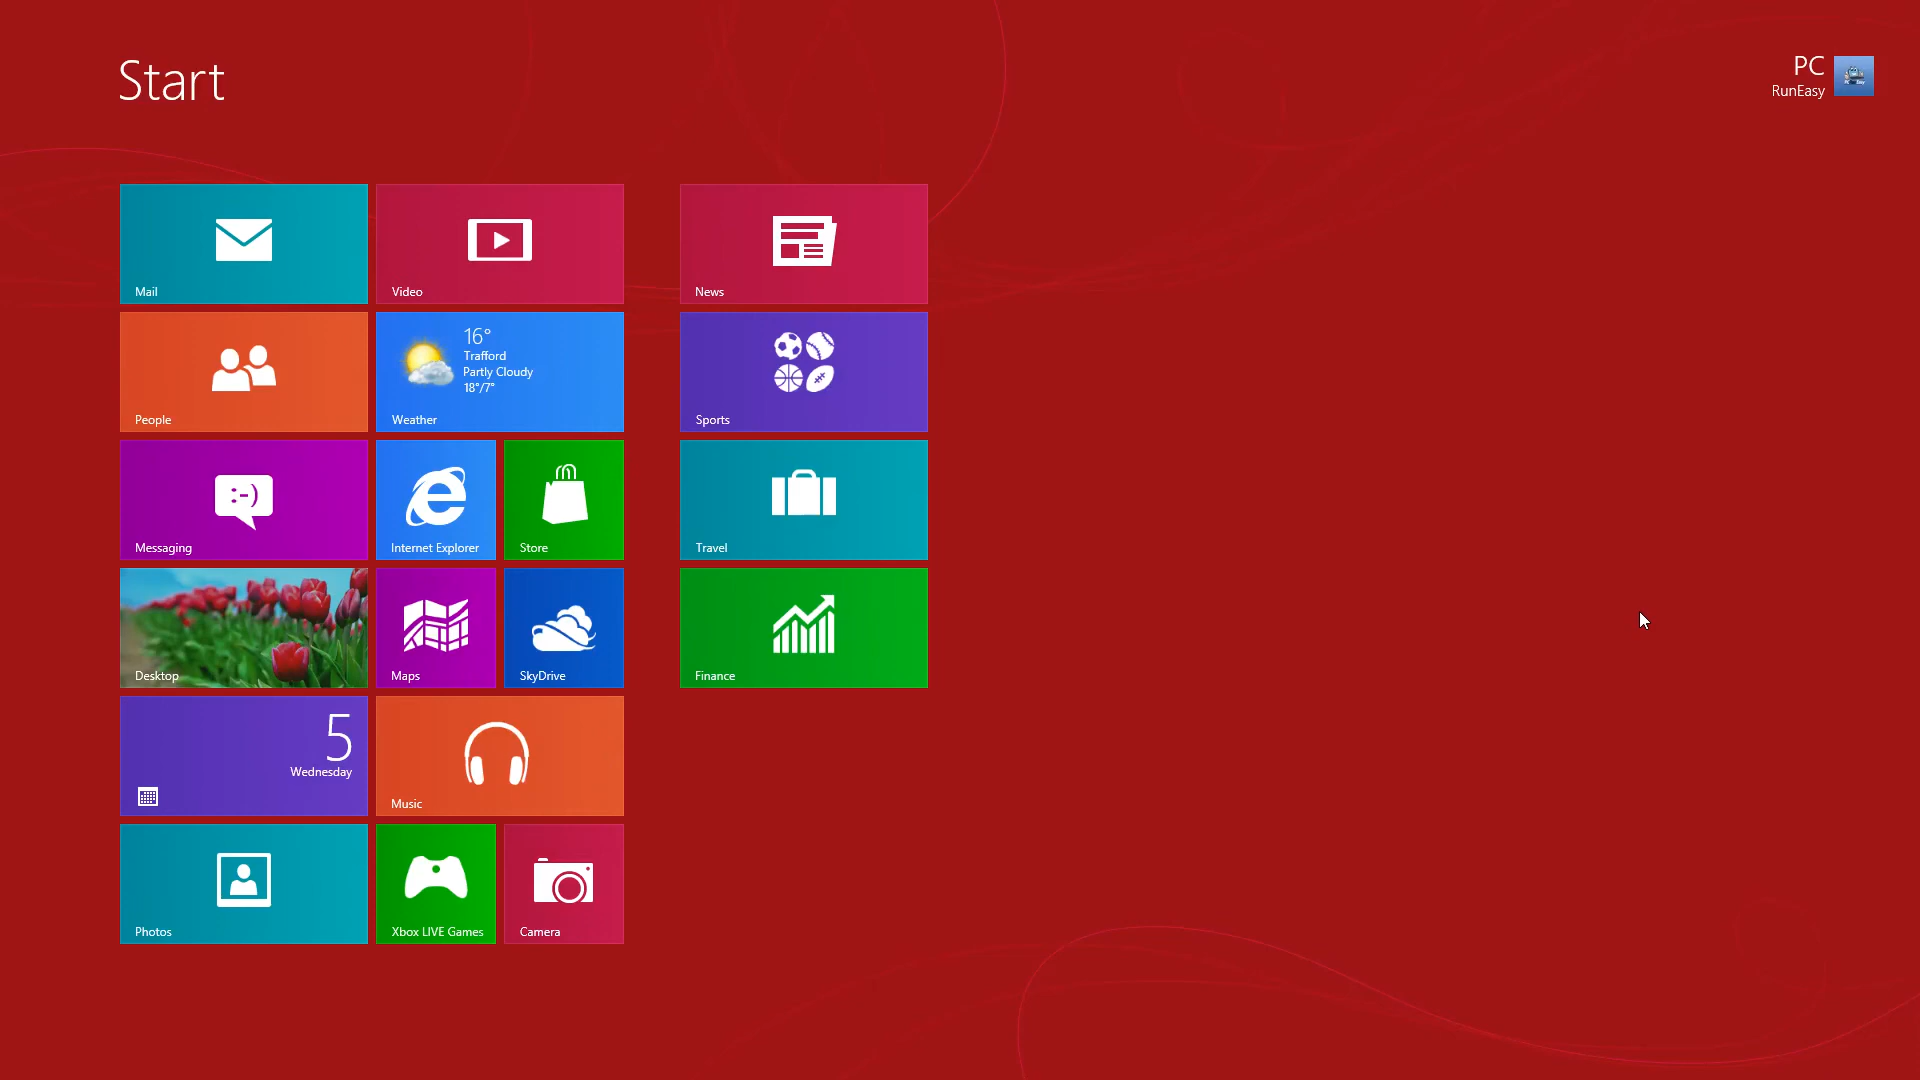 Start
PC
RunEasy
Mail
Video
News
People
16°
Trafford
Partly Cloudy
18°/7°
Weather
Sports
Messaging
:-)
Internet Explorer
Store
Travel
Desktop
Maps
SkyDrive
Finance
5
Wednesday
Music
Photos
Xbox LIVE Games
Camera